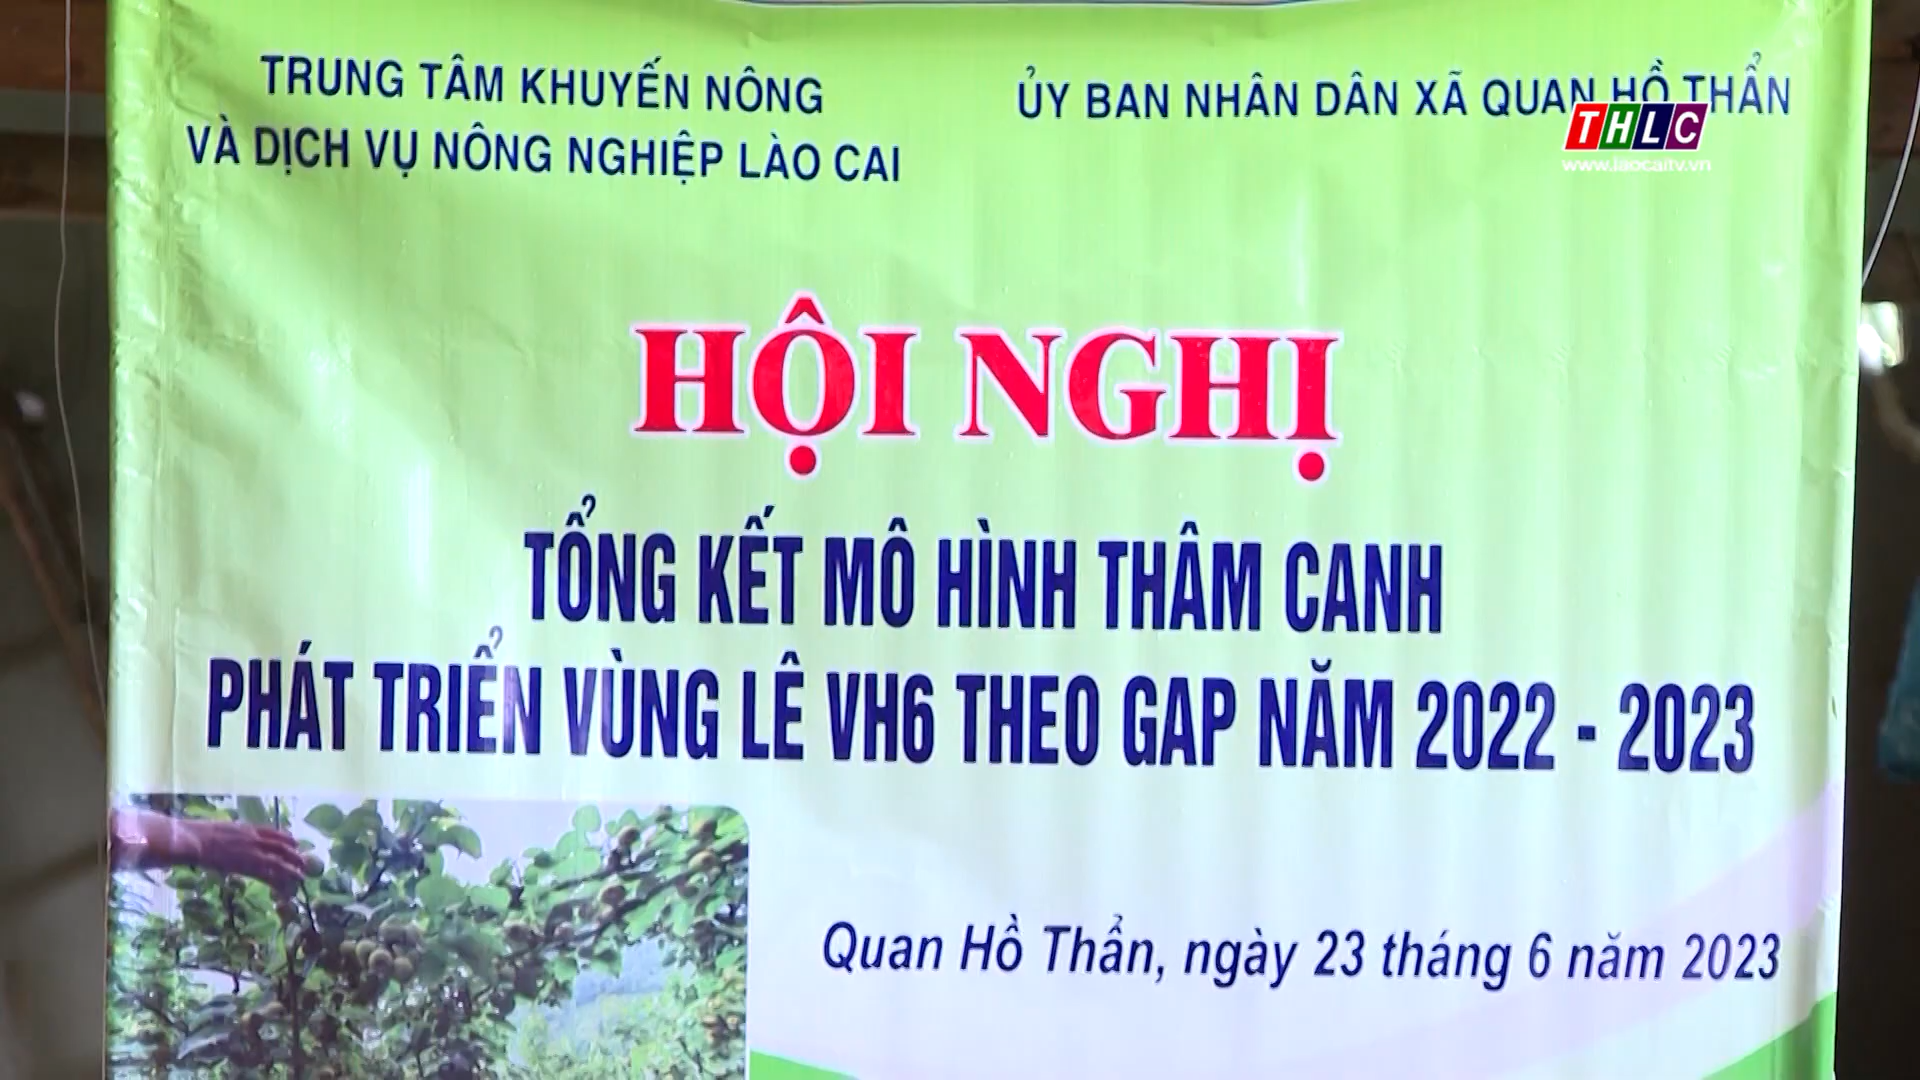 TRUNG TÂM KHUYẾN NÔNG
VÀ DỊCH VỤ NÔNG NGHIỆP LÀO CAI
ỦY BAN NHÂN DÂN XÃ QUAN HỒ THẨN
THLC
www.laocaitv.vn
HỘI NGHỊ
TỔNG KẾT MÔ HÌNH THÂM CANH
PHÁT TRIỂN VÙNG LÊ VH6 THEO GAP NĂM 2022 - 2023
Quan Hồ Thẩn, ngày 23 tháng 6 năm 2023